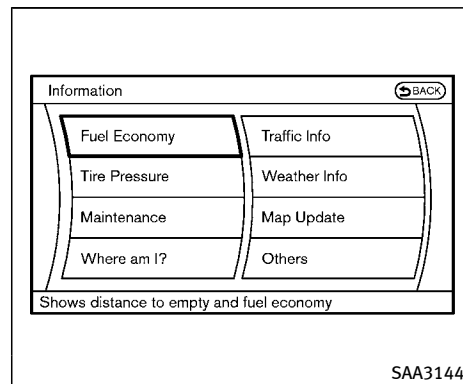 Information
BACK
Fuel Economy
Traffic Info
Tire Pressure
Weather Info
Maintenance
Map Update
Where am I?
Others
Shows distance to empty and fuel economy
SAA3144